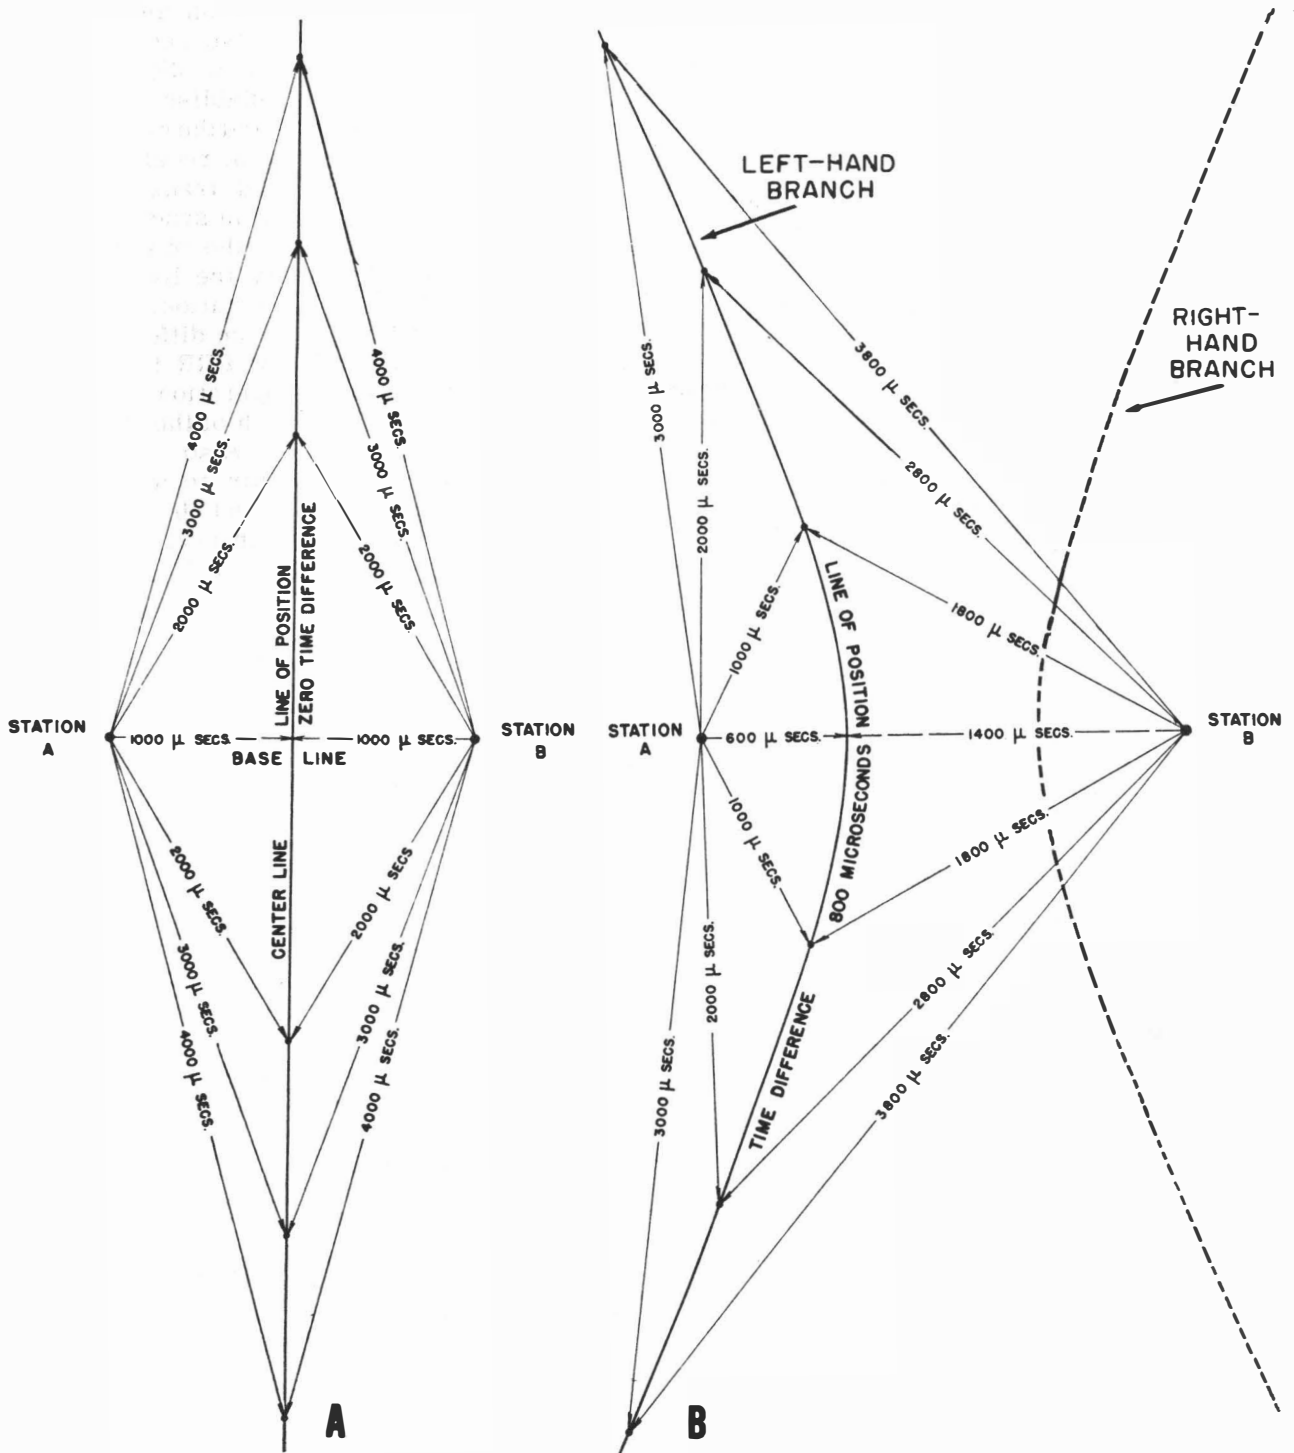 LEFT-HAND
BRANCH
RIGHT-
HAND
BRANCH
4000 µ SECS.
4000 µ SECS.
3000 µ SECS.
3000 µ SECS.
2000 µ SECS.
2000 µ SECS.
LINE OF POSITION
ZERO TIME DIFFERENCE
STATION
A
1000 µ SECS.
1000 µ SECS.
BASE LINE
STATION
B
CENTER LINE
2000 µ SECS.
2000 µ SECS
3000 µ SECS.
3000 µ SECS.
4000 µ SECS.
4000 µ SECS.
A
3000 µ SECS.
3800 µ SECS.
2000 µ SECS.
2800 µ SECS.
1000 µ SECS.
1800 µ SECS.
LINE OF POSITION
800 MICROSECONDS
TIME DIFFERENCE
STATION
A
600 µ SECS.
1400 µ SECS.
STATION
B
1000 µ SECS.
1800 µ SECS.
2000 µ SECS.
2800 µ SECS.
3000 µ SECS.
3800 µ SECS.
B